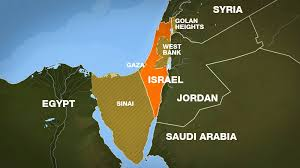 SYRIA
GOLAN
HEIGHTS
WEST
BANK
GAZA
ISRAEL
EGYPT
SINAI
JORDAN
SAUDI ARABIA